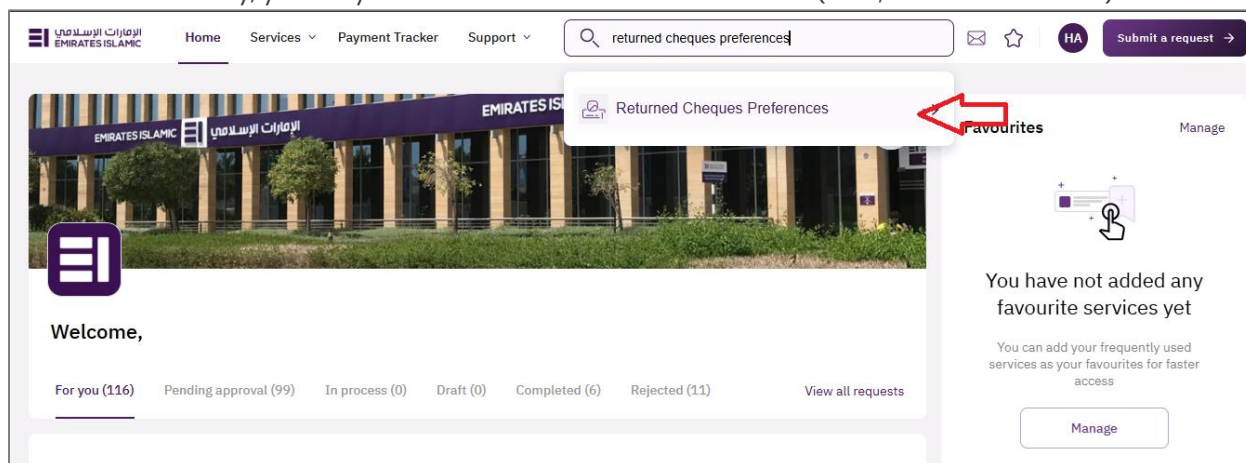 الإمارات الإسلامي
EMIRATES ISLAMIC
Home
Services
Payment Tracker
Support
returned cheques preferences
HA
Submit a request
Returned Cheques Preferences
EMIRATES ISLAMIC
الإمارات الإسلامي
EMIRATES ISL
Favourites
Manage
You have not added any
favourite services yet
You can add your frequently used
services as your favourites for faster
access
Manage
Welcome,
For you (116)
Pending approval (99)
In process (0)
Draft (0)
Completed (6)
Rejected (11)
View all requests